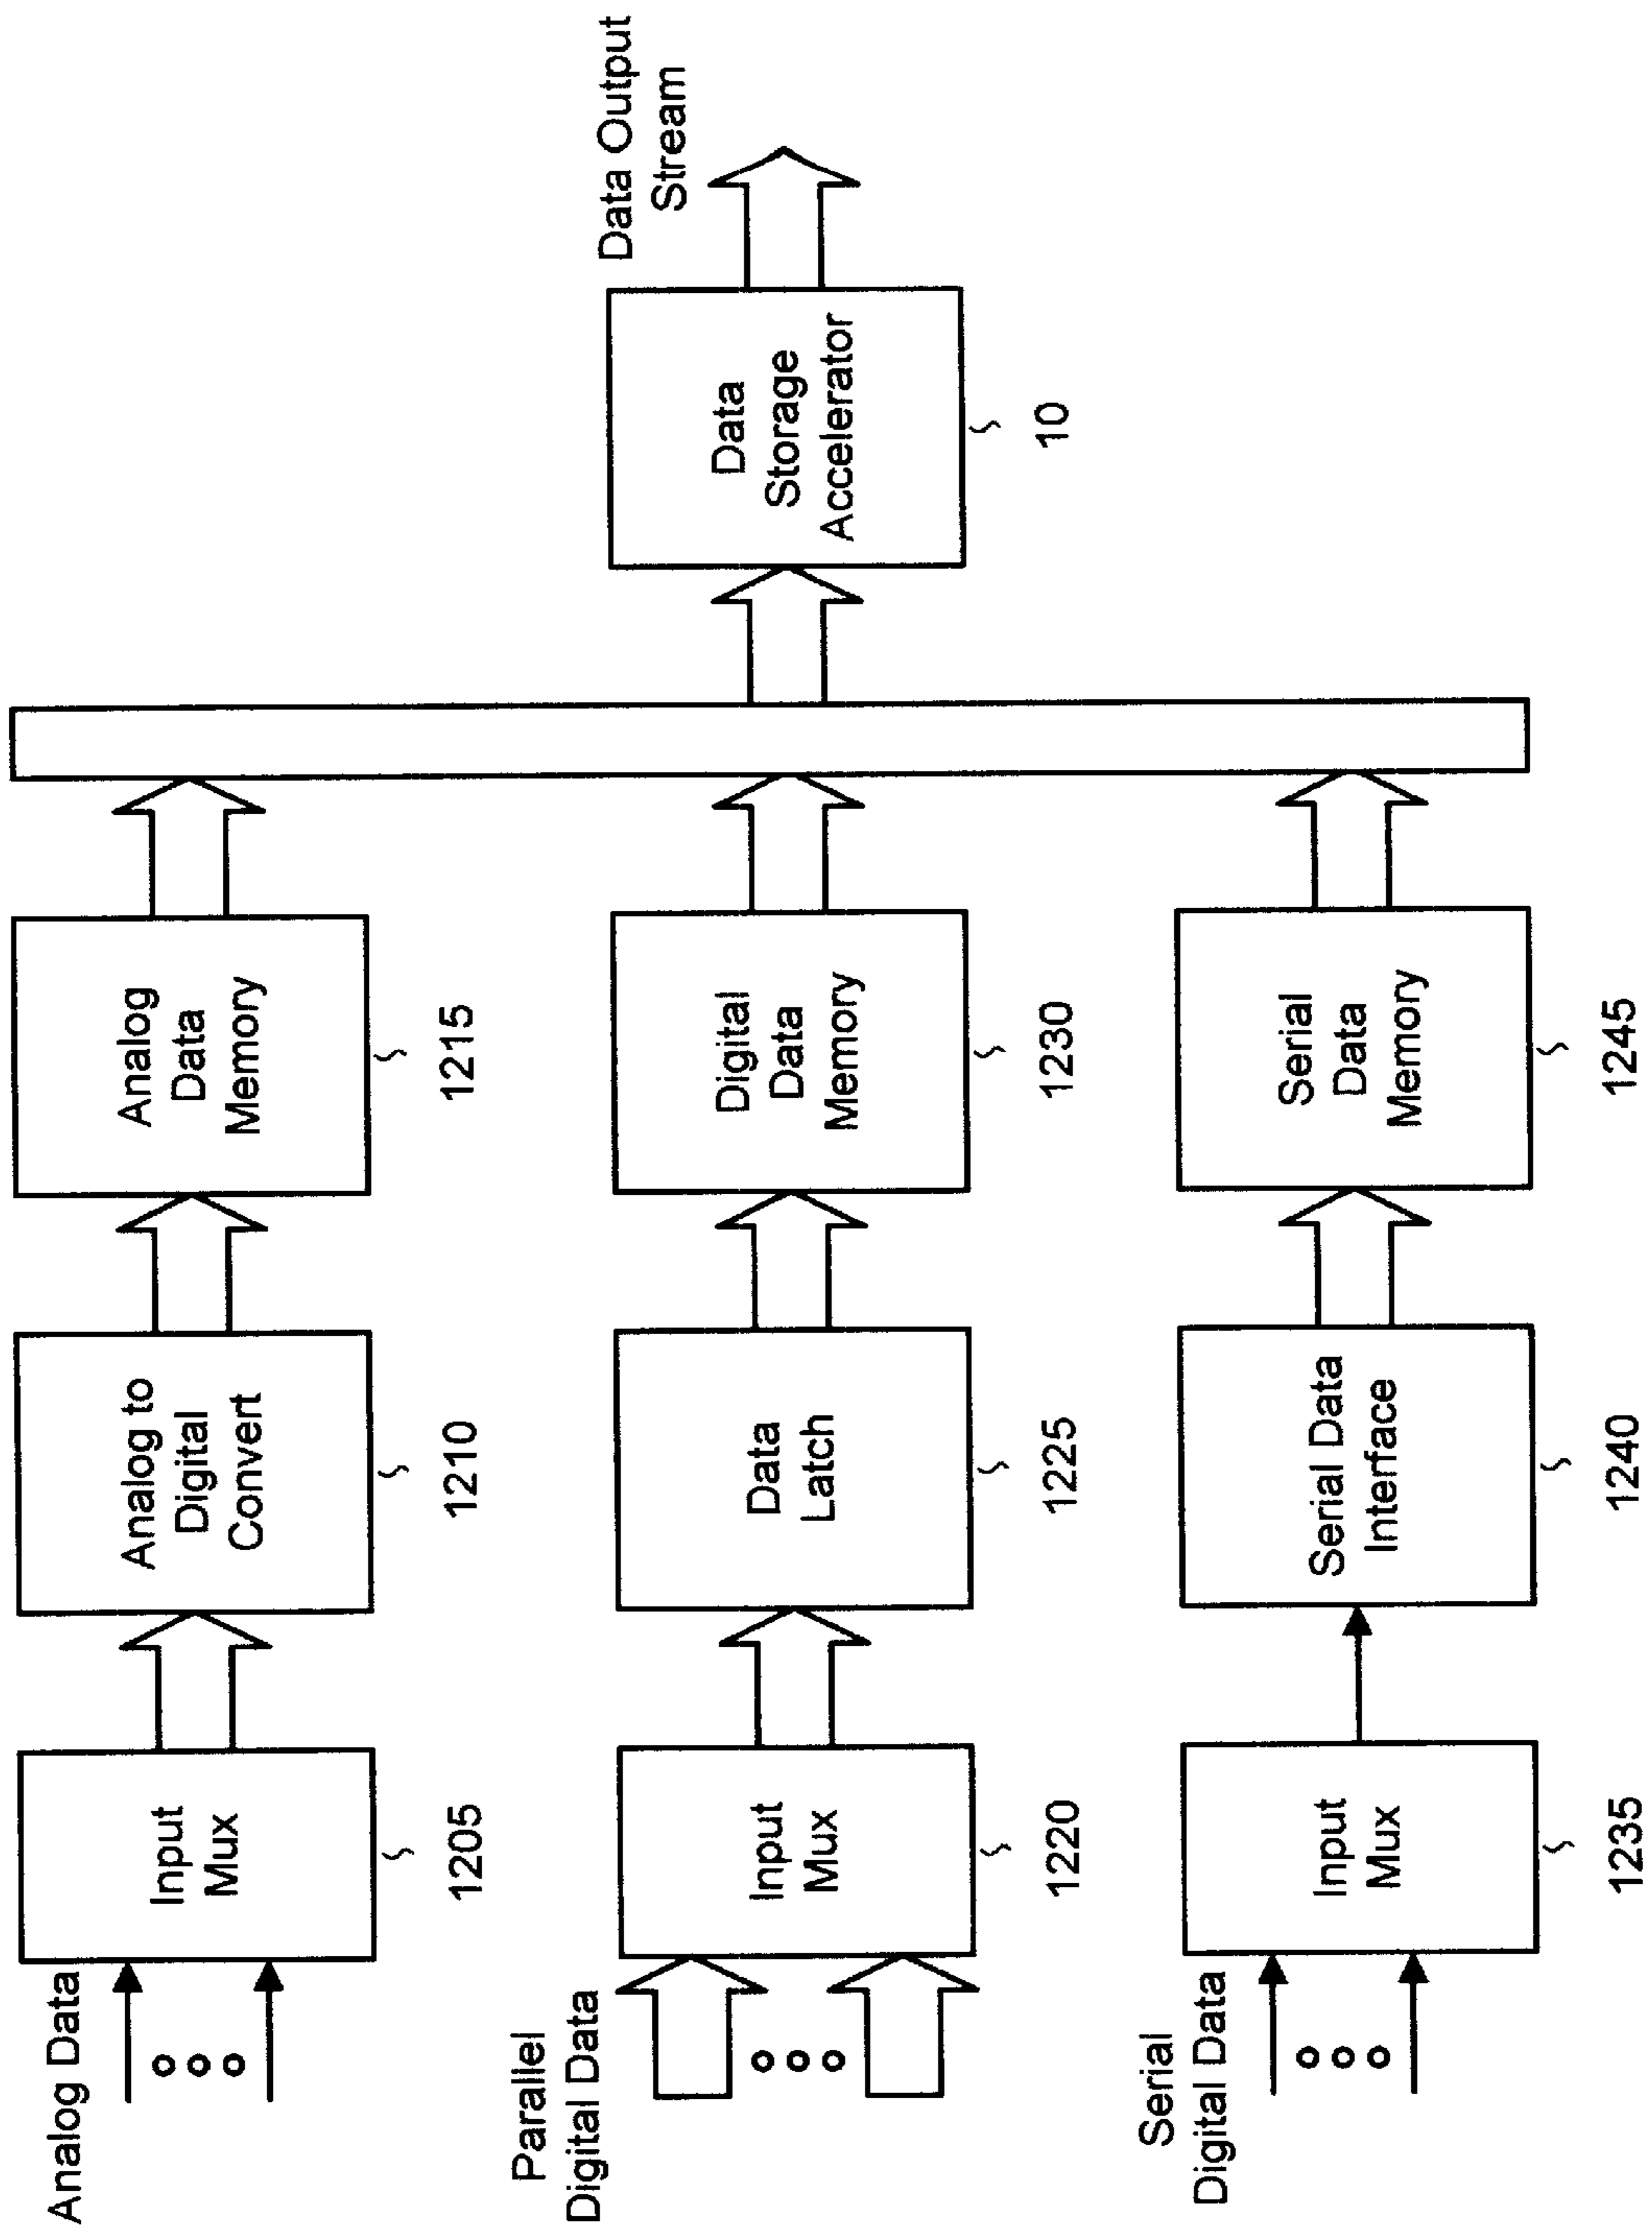 Analog Data
Input
Mux
1205
Analog to
Digital
Convert
1210
Analog
Data
Memory
1215
Parallel
Digital Data
Input
Mux
1220
Data
Latch
1225
Digital
Data
Memory
1230
Serial
Digital Data
Input
Mux
1235
Serial Data
Interface
1240
Serial
Data
Memory
1245
Data
Storage
Accelerator
10
Data Output
Stream